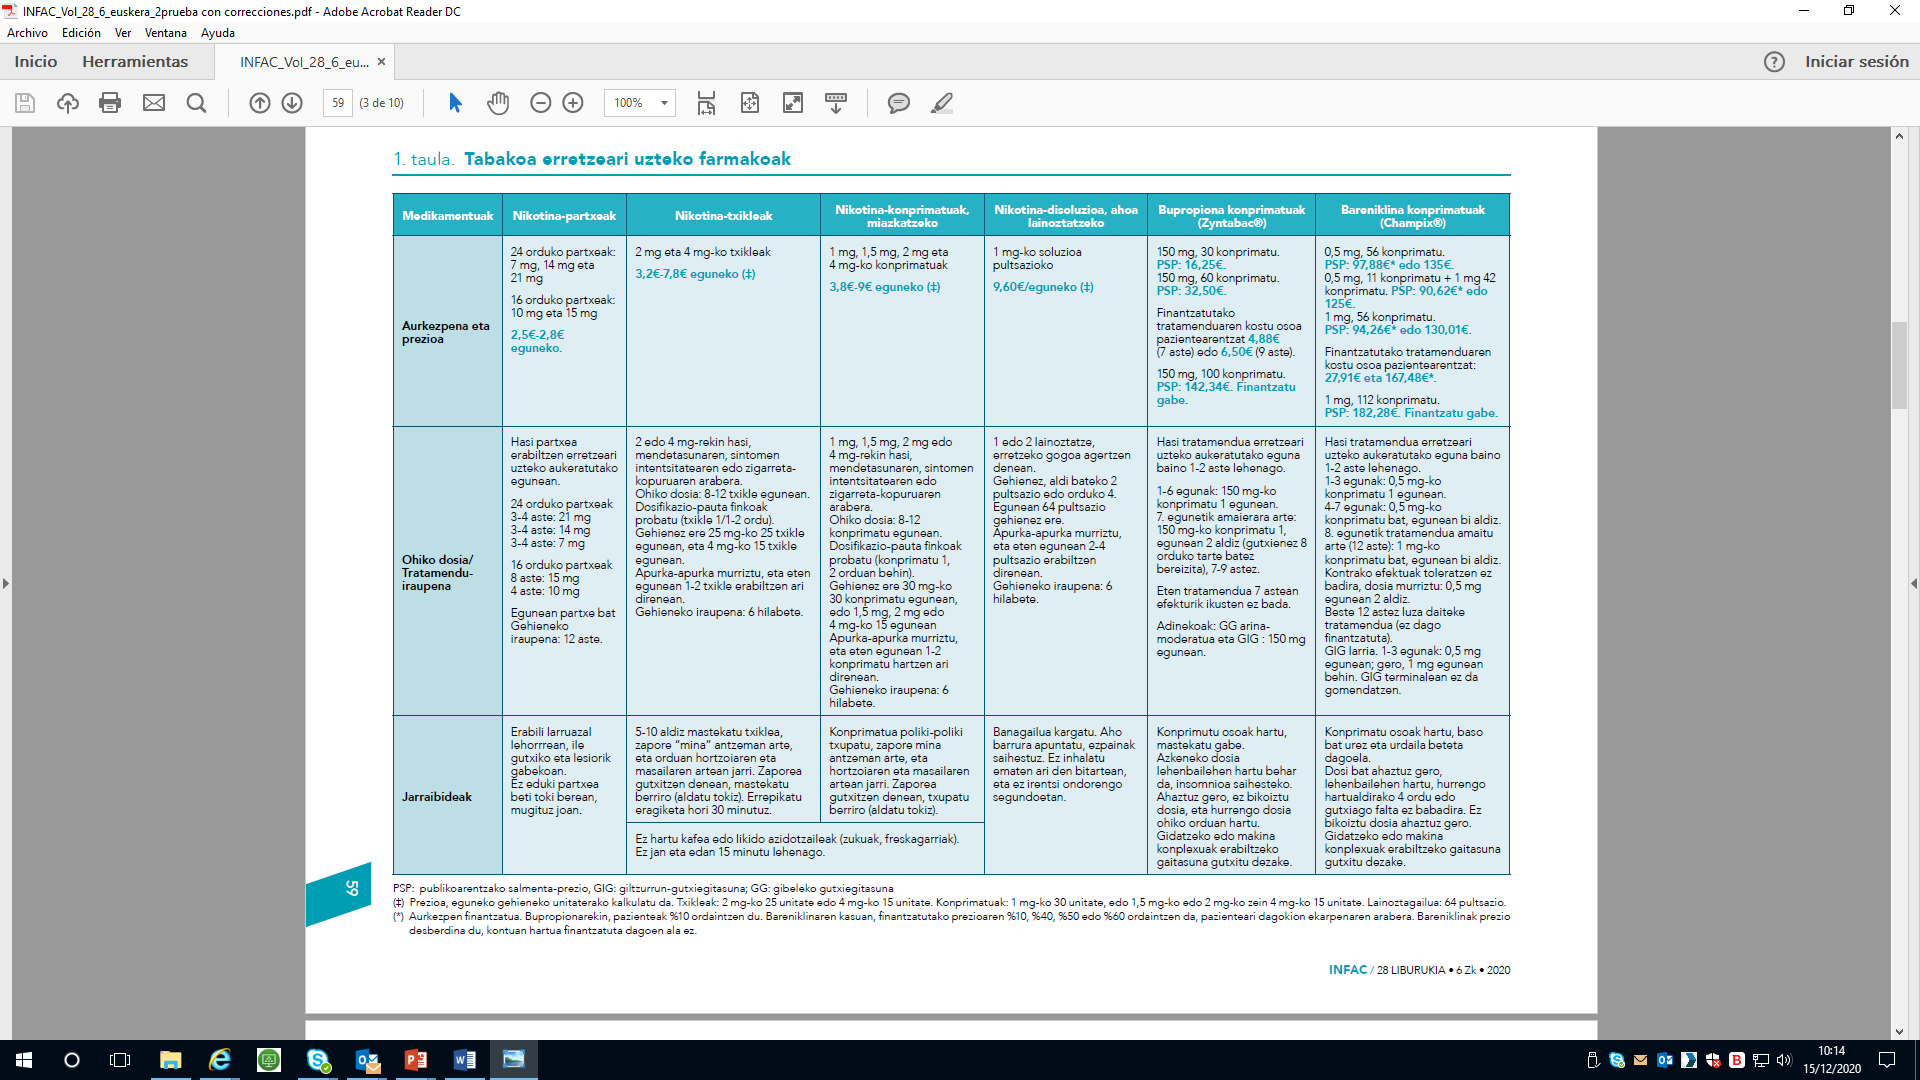 INFAC_Vol_28_6_euskera_2prueba con correcciones.pdf - Adobe Acrobat Reader DC
Archivo Edición Ver Ventana Ayuda
Inicio Herramientas INFAC_Vol_28_6_eu... × Iniciar sesión
59 (3 de 10) 100%
1. taula. Tabakoa erretzeari uzteko farmakoak
Medikamentuak
Nikotina-partxeak
Nikotina-txikleak
Nikotina-konprimatuak,
miazkatzeko
Nikotina-disoluzioa, ahoa
lainoztatzeko
Bupropiona konprimatuak
(Zyntabac®)
Bareniklina konprimatuak
(Champix®)
Aurkezpena eta
prezioa
24 orduko partxeak:
7 mg, 14 mg eta
21 mg
16 orduko partxeak:
10 mg eta 15 mg
2,5€-2,8€
eguneko.
2 mg eta 4 mg-ko txikleak
3,2€-7,8€ eguneko (‡)
1 mg, 1,5 mg, 2 mg eta
4 mg-ko konprimatuak
3,8€-9€ eguneko (‡)
1 mg-ko soluzioa
pultsazioko
9,60€/eguneko (‡)
150 mg, 30 konprimatu.
PSP: 16,25€.
150 mg, 60 konprimatu.
PSP: 32,50€.
Finantzatutako
tratamenduaren kostu osoa
pazientearentzat 4,88€
(7 aste) edo 6,50€ (9 aste).
150 mg, 100 konprimatu.
PSP: 142,34€. Finantzatu
gabe.
0,5 mg, 56 konprimatu.
PSP: 97,88€* edo 135€.
0,5 mg, 11 konprimatu + 1 mg 42
konprimatu. PSP: 90,62€* edo
125€.
1 mg, 56 konprimatu.
PSP: 94,26€* edo 130,01€.
Finantzatutako tratamenduaren
kostu osoa pazientearentzat:
27,91€ eta 167,48€*.
1 mg, 112 konprimatu.
PSP: 182,28€. Finantzatu gabe.
Ohiko dosia/
Tratamendu-
iraupena
Hasi partxea
erabiltzen erretzeari
uzteko aukeratutako
egunean.
24 orduko partxeak
3-4 aste: 21 mg
3-4 aste: 14 mg
3-4 aste: 7 mg
16 orduko partxeak
8 aste: 15 mg
4 aste: 10 mg
Egunean partxe bat
Gehieneko
iraupena: 12 aste.
2 edo 4 mg-rekin hasi,
mendetasunaren, sintomen
intentsitatearen edo zigarreta-
kopuruaren arabera.
Ohiko dosia: 8-12 txikle egunean.
Dosifikazio-pauta finkoak
probatu (txikle 1/1-2 ordu).
Gehienez ere 25 mg-ko 25 txikle
egunean, eta 4 mg-ko 15 txikle
egunean.
Apurka-apurka murriztu, eta eten
egunean 1-2 txikle erabiltzen ari
direnean.
Gehieneko iraupena: 6 hilabete.
1 mg, 1,5 mg, 2 mg edo
4 mg-rekin hasi,
mendetasunaren, sintomen
intentsitatearen edo
zigarreta-kopuruaren
arabera.
Ohiko dosia: 8-12
konprimatu egunean.
Dosifikazio-pauta finkoak
probatu (konprimatu 1,
2 orduan behin).
Gehienez ere 30 mg-ko
30 konprimatu egunean,
edo 1,5 mg, 2 mg edo
4 mg-ko 15 egunean
Apurka-apurka murriztu,
eta eten egunean 1-2
konprimatu hartzen ari
direnean.
Gehieneko iraupena: 6
hilabete.
1 edo 2 lainoztatze,
erretzeko gogoa agertzen
denean.
Gehienez, aldi bateko 2
pultsazio edo orduko 4.
Egunean 64 pultsazio
gehienez ere.
Apurka-apurka murriztu,
eta eten egunean 2-4
pultsazio erabiltzen
direnean.
Gehieneko iraupena: 6
hilabete.
Hasi tratamendua erretzeari
uzteko aukeratutako eguna
baino 1-2 aste lehenago.
1-6 egunak: 150 mg-ko
konprimatu 1 egunean.
7. egunetik amaierara arte:
150 mg-ko konprimatu 1,
egunean 2 aldiz (gutxienez 8
orduko tarte batez
bereizita), 7-9 astez.
Eten tratamendua 7 astean
efekturik ikusten ez bada.
Adinekoak: GG arina-
moderatua eta GIG : 150 mg
egunean.
Hasi tratamendua erretzeari
uzteko aukeratutako eguna baino
1-2 aste lehenago.
1-3 egunak: 0,5 mg-ko
konprimatu 1 egunean.
4-7 egunak: 0,5 mg-ko
konprimatu bat, egunean bi aldiz.
8. egunetik tratamendua amaitu
arte (12 aste): 1 mg-ko
konprimatu bat, egunean bi aldiz.
Kontrako efektuak toleratzen ez
badira, dosia murriztu: 0,5 mg
egunean 2 aldiz.
Beste 12 astez luza daiteke
tratamendua (ez dago
finantzatuta).
GIG larria. 1-3 egunak: 0,5 mg
egunean; gero, 1 mg egunean
behin. GIG terminalean ez da
gomendatzen.
Jarraibideak
Erabili larruazal
lehorrrean, ile
gutxiko eta lesiorik
gabekoan.
Ez eduki partxea
beti toki berean,
mugituz joan.
5-10 aldiz mastekatu txiklea,
zapore “mina” antzeman arte,
eta orduan hortzoiaren eta
masailaren artean jarri. Zaporea
gutxitzen denean, mastekatu
berriro (aldatu tokiz). Errepikatu
eragiketa hori 30 minutuz.
Konprimatua poliki-poliki
txupatu, zapore mina
antzeman arte, eta
hortzoiaren eta masailaren
artean jarri. Zaporea
gutxitzen denean, txupatu
berriro (aldatu tokiz).
Ez hartu kafea edo likido azidotzaileak (zukuak, freskagarriak).
Ez jan eta edan 15 minutu lehenago.
Banagailua kargatu. Aho
barrura apuntatu, ezpainak
saihestuz. Ez inhalatu
ematen ari den bitartean,
eta ez irentsi ondorengo
segundoetan.
Konprimutu osoak hartu,
mastekatu gabe.
Azkeneko dosia
lehenbailehen hartu behar
da, insomnioa saihesteko.
Ahaztuz gero, ez bikoiztu
dosia, eta hurrengo dosia
ohiko orduan hartu.
Gidatzeko edo makina
konplexuak erabiltzeko
gaitasuna gutxitu dezake.
Konprimatu osoak hartu, baso
bat urez eta urdaila beteta
dagoela.
Dosi bat ahaztuz gero,
lehenbailehen hartu, hurrengo
hartualdirako 4 ordu edo
gutxiago falta ez babadira. Ez
bikoiztu dosia ahaztuz gero.
Gidatzeko edo makina
konplexuak erabiltzeko gaitasuna
gutxitu dezake.
59
PSP: publikoarentzako salmenta-prezio, GIG: giltzurrun-gutxiegitasuna; GG: gibeleko gutxiegitasuna
(‡) Prezioa, eguneko gehieneko unitaterako kalkulatu da. Txikleak: 2 mg-ko 25 unitate edo 4 mg-ko 15 unitate. Konprimatuak: 1 mg-ko 30 unitate, edo 1,5 mg-ko edo 2 mg-ko zein 4 mg-ko 15 unitate. Lainoztagailua: 64 pultsazio.
(*) Aurkezpen finantzatua. Bupropionarekin, pazienteak %10 ordaintzen du. Bareniklinaren kasuan, finantzatutako prezioaren %10, %40, %50 edo %60 ordaintzen da, pazienteari dagokion ekarpenaren arabera. Bareniklinak prezio
desberdina du, kontuan hartua finantzatuta dagoen ala ez.
INFAC / 28 LIBURUKIA • 6 Zk • 2020
10:14
15/12/2020